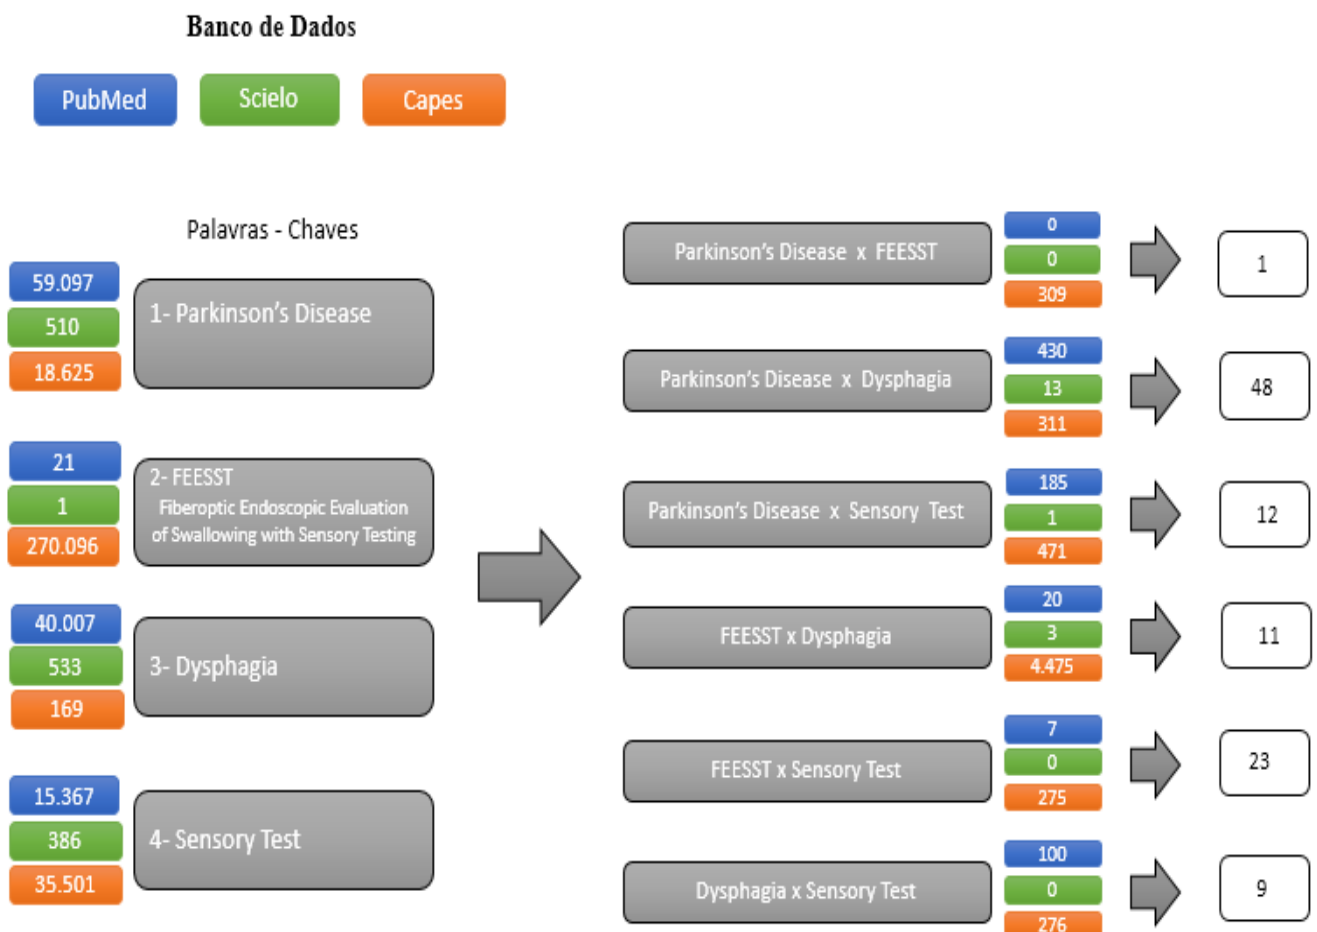 Banco de Dados
PubMed
Scielo
Capes
Palavras - Chaves
59.097
510
18.625
1- Parkinson's Disease
21
1
270.096
2- FEESST
Fiberoptic Endoscopic Evaluation
of Swallowing with Sensory Testing
40.007
533
169
3- Dysphagia
15.367
386
35.501
4- Sensory Test
Parkinson's Disease x FEESST
0
0
309
1
Parkinson's Disease x Dysphagia
430
13
311
48
Parkinson's Disease x Sensory Test
185
1
471
12
FEESST x Dysphagia
20
3
4.475
11
FEESST x Sensory Test
7
0
275
23
Dysphagia x Sensory Test
100
0
276
9